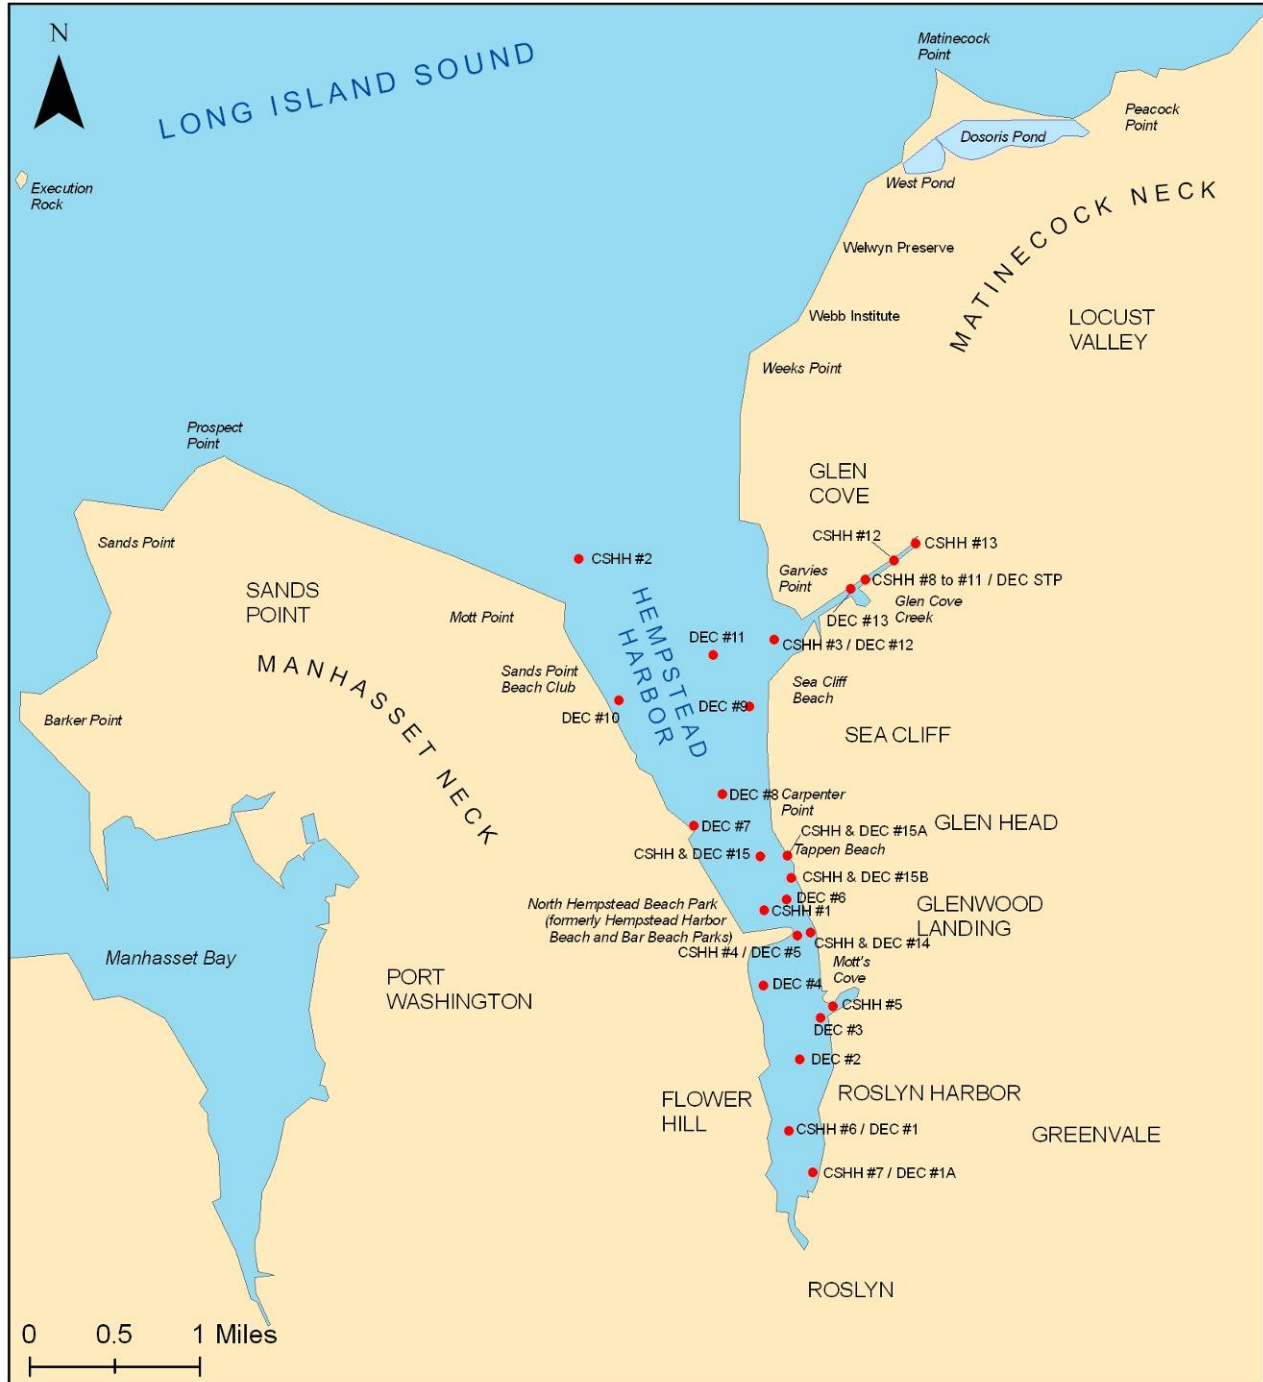 N
LONG ISLAND SOUND
Matinecock
Point
Peacock
Point
Dosoris Pond
Execution
Rock
West Pond
MATINECOCK NECK
Welwyn Preserve
Webb Institute
LOCUST
VALLEY
Weeks Point
Prospect
Point
GLEN
COVE
CSHH #12
CSHH #13
Sands Point
CSHH #2
Garvies
Point
CSHH #8 to #11 / DEC STP
SANDS
POINT
HEMPSTEAD
HARBOR
Glen Cove
Creek
DEC #13
Mott Point
DEC #11
CSHH #3 / DEC #12
MANHASSET NECK
Sands Point
Beach Club
Sea Cliff
Beach
DEC #10
DEC #9
Barker Point
SEA CLIFF
DEC #8
Carpenter
Point
DEC #7
GLEN HEAD
CSHH & DEC #15A
CSHH & DEC #15
Tappen Beach
CSHH & DEC #15B
DEC #6
North Hempstead Beach Park
(formerly Hempstead Harbor
Beach and Bar Beach Parks)
CSHH #1
GLENWOOD
LANDING
CSHH & DEC #14
CSHH #4 / DEC #5
Manhasset Bay
Mott's
Cove
PORT
WASHINGTON
DEC #4
CSHH #5
DEC #3
DEC #2
FLOWER
HILL
ROSLYN HARBOR
CSHH #6 / DEC #1
GREENVALE
CSHH #7 / DEC #1A
ROSLYN
0 0.5 1 Miles